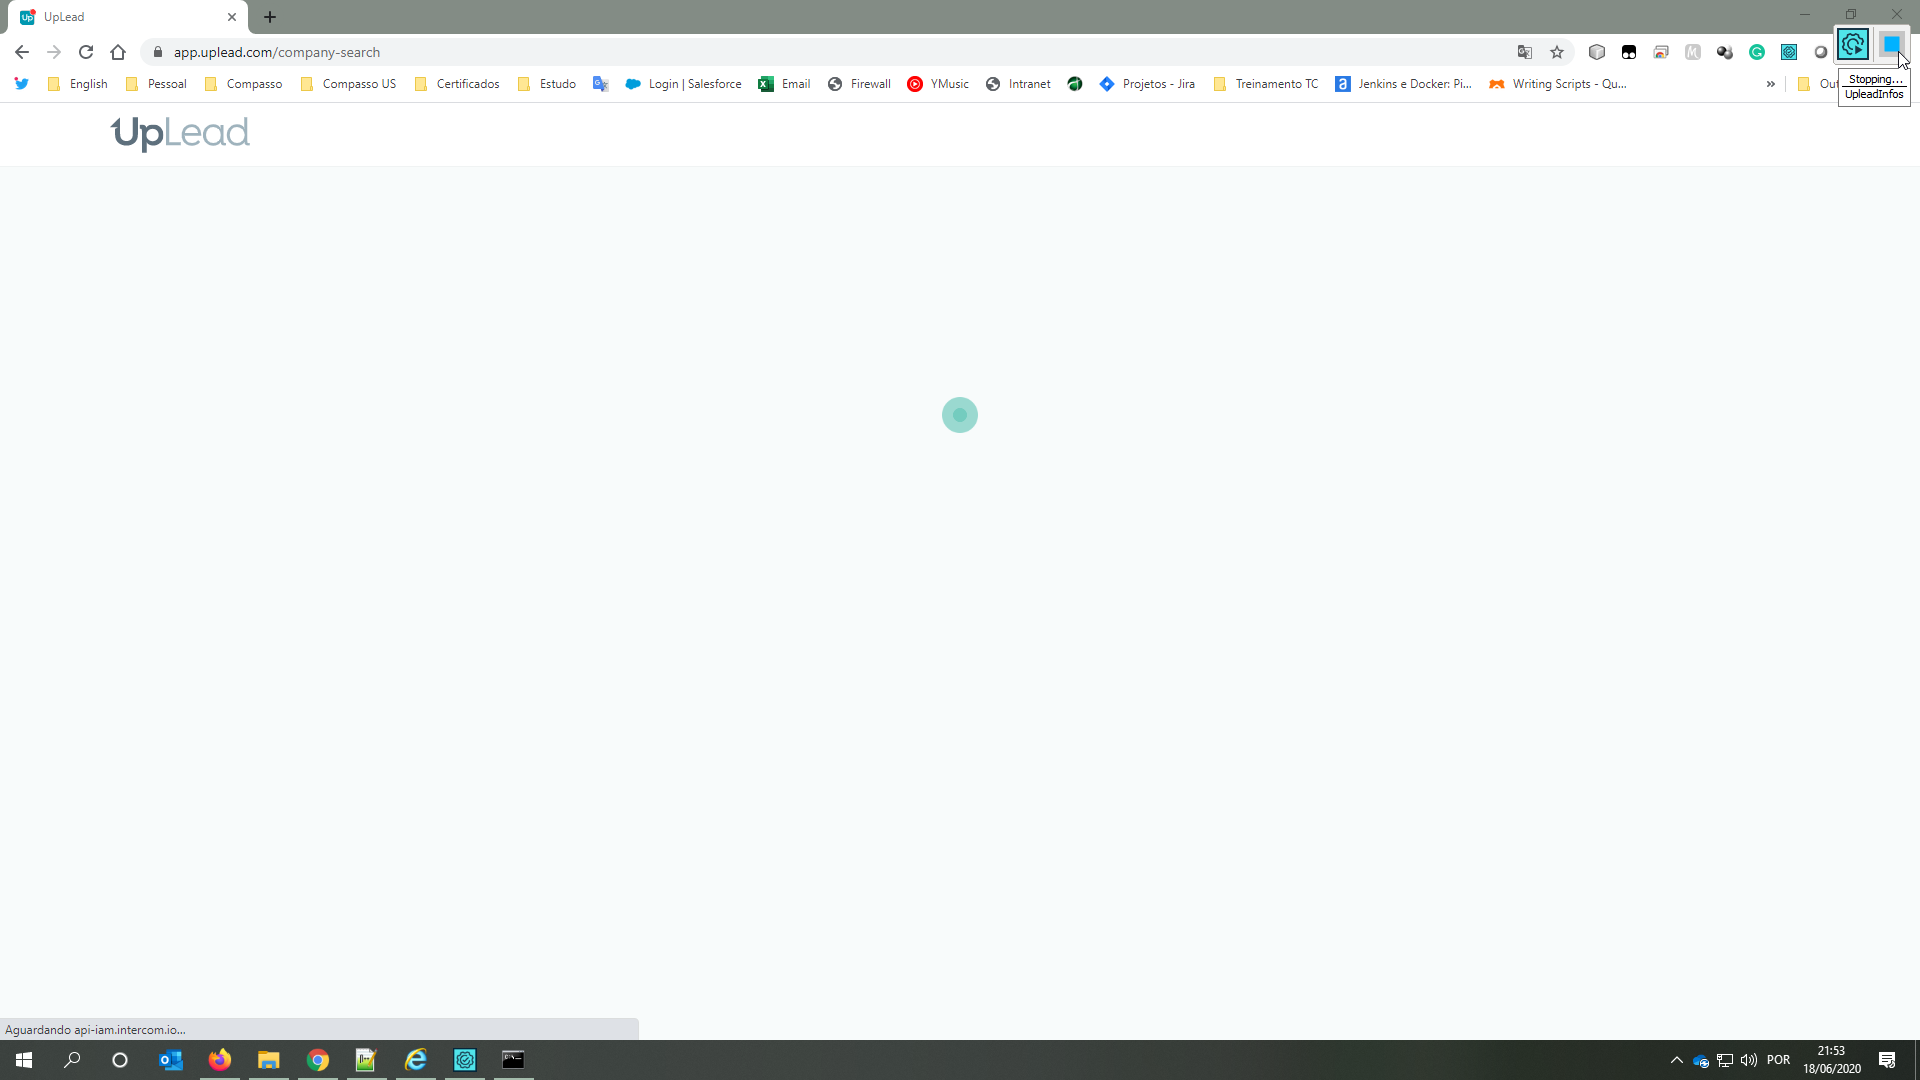 UpLead
app.uplead.com/company-search
English
Pessoal
Compasso
Compasso US
Certificados
Estudo
Login | Salesforce
Email
Firewall
YMusic
Intranet
Projetos - Jira
Treinamento TC
Jenkins e Docker: Pi...
Writing Scripts - Qu...
»
Stopping...
UpleadInfos
UpLead
Aguardando api-iam.intercom.io...
POR
21:53
18/06/2020